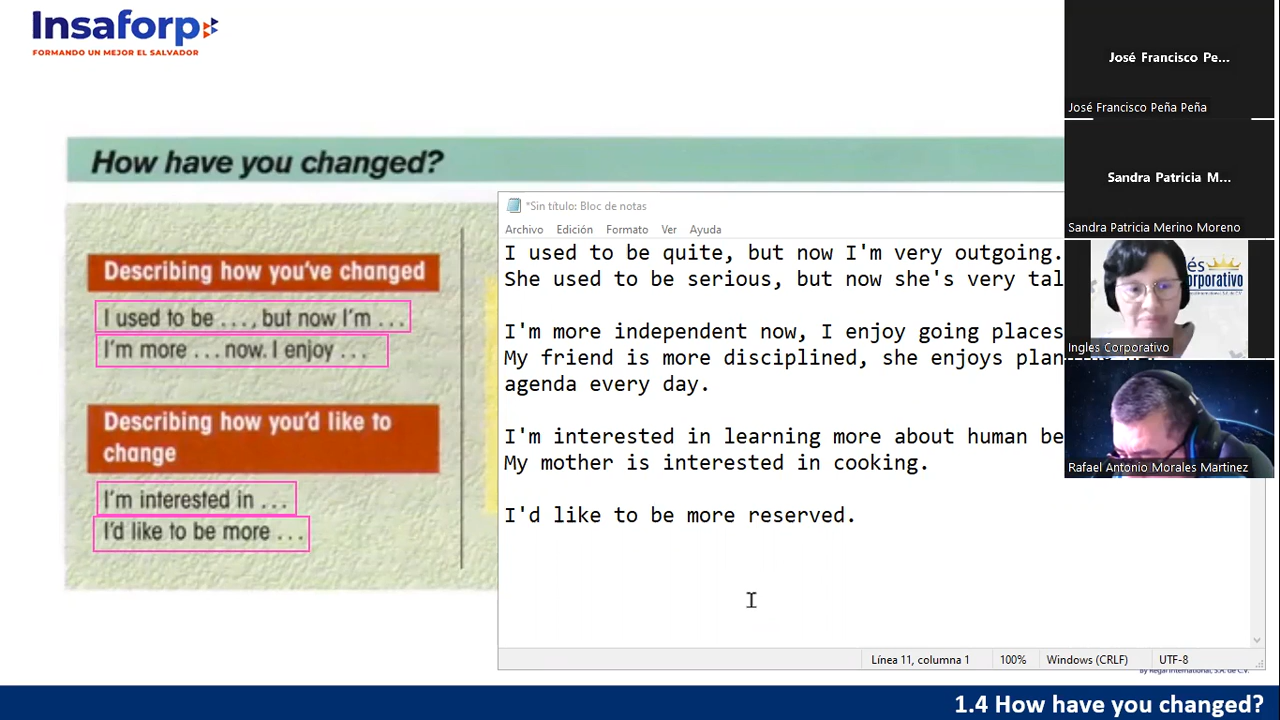 Insaforp
FORMANDO UN MEJOR EL SALVADOR
How have you changed?
Describing how you've changed
I used to be ..., but now I'm ...
I'm more ... now. I enjoy ...
Describing how you'd like to
change
I'm interested in ...
I'd like to be more ...
*Sin título: Bloc de notas
Archivo Edición Formato Ver Ayuda
I used to be quite, but now I'm very outgoing.
She used to be serious, but now she's very tal
I'm more independent now, I enjoy going places
My friend is more disciplined, she enjoys
agenda every day.
I'm interested in learning more about human be
My mother is interested in cooking.
I'd like to be more reserved.
Línea 11, columna 1 100% Windows (CRLF) UTF-8
by Regal International, S.A. de C.V.
José Francisco Pe...
José Francisco Peña Peña
Sandra Patricia M...
Sandra Patricia Merino Moreno
Ingles Corporativo
Rafael Antonio Morales Martinez
1.4 How have you changed?